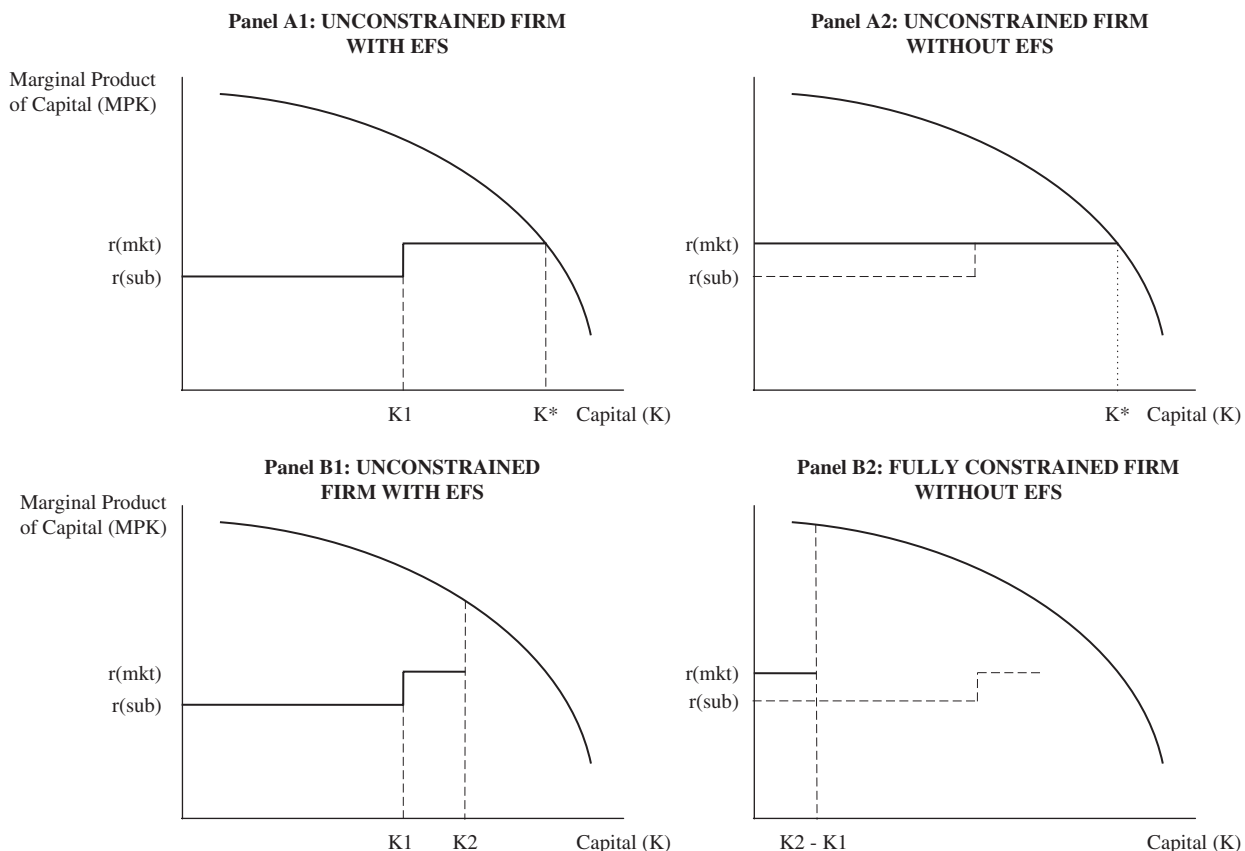 Panel A1: UNCONSTRAINED FIRM
WITH EFS
Marginal Product
of Capital (MPK)
r(mkt)
r(sub)
K1
K*
Capital (K)
Panel A2: UNCONSTRAINED FIRM
WITHOUT EFS
r(mkt)
r(sub)
K*
Capital (K)
Panel B1: UNCONSTRAINED
FIRM WITH EFS
Marginal Product
of Capital (MPK)
r(mkt)
r(sub)
K1
K2
Capital (K)
Panel B2: FULLY CONSTRAINED FIRM
WITHOUT EFS
r(mkt)
r(sub)
K2 - K1
Capital (K)